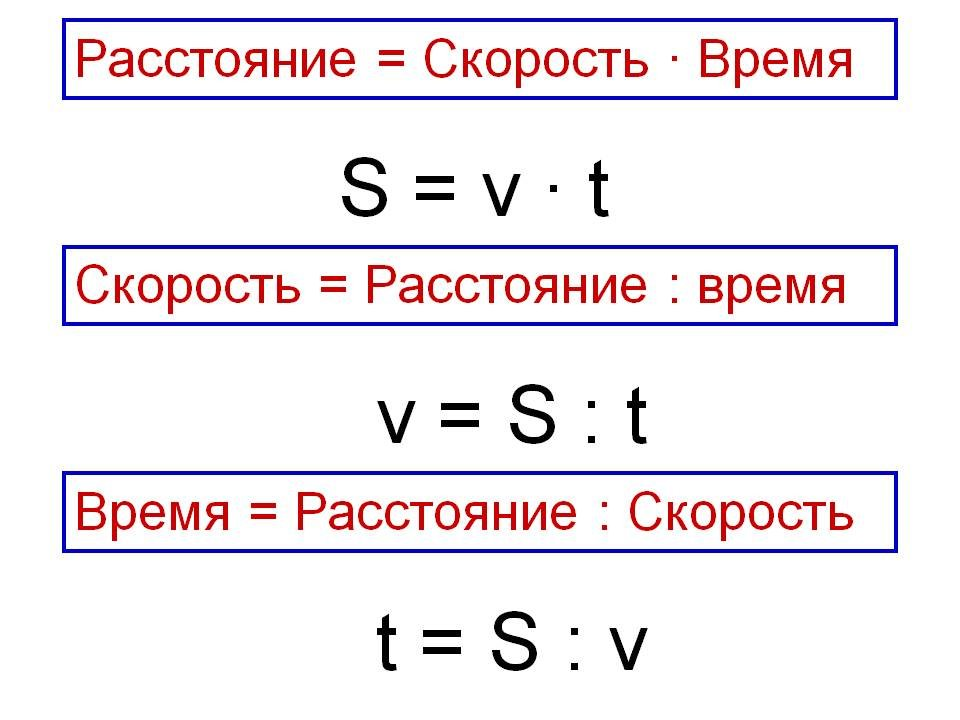 Расстояние = Скорость · Время
S = v · t
Скорость = Расстояние : время
v = S : t
Время = Расстояние : Скорость
t = S : v